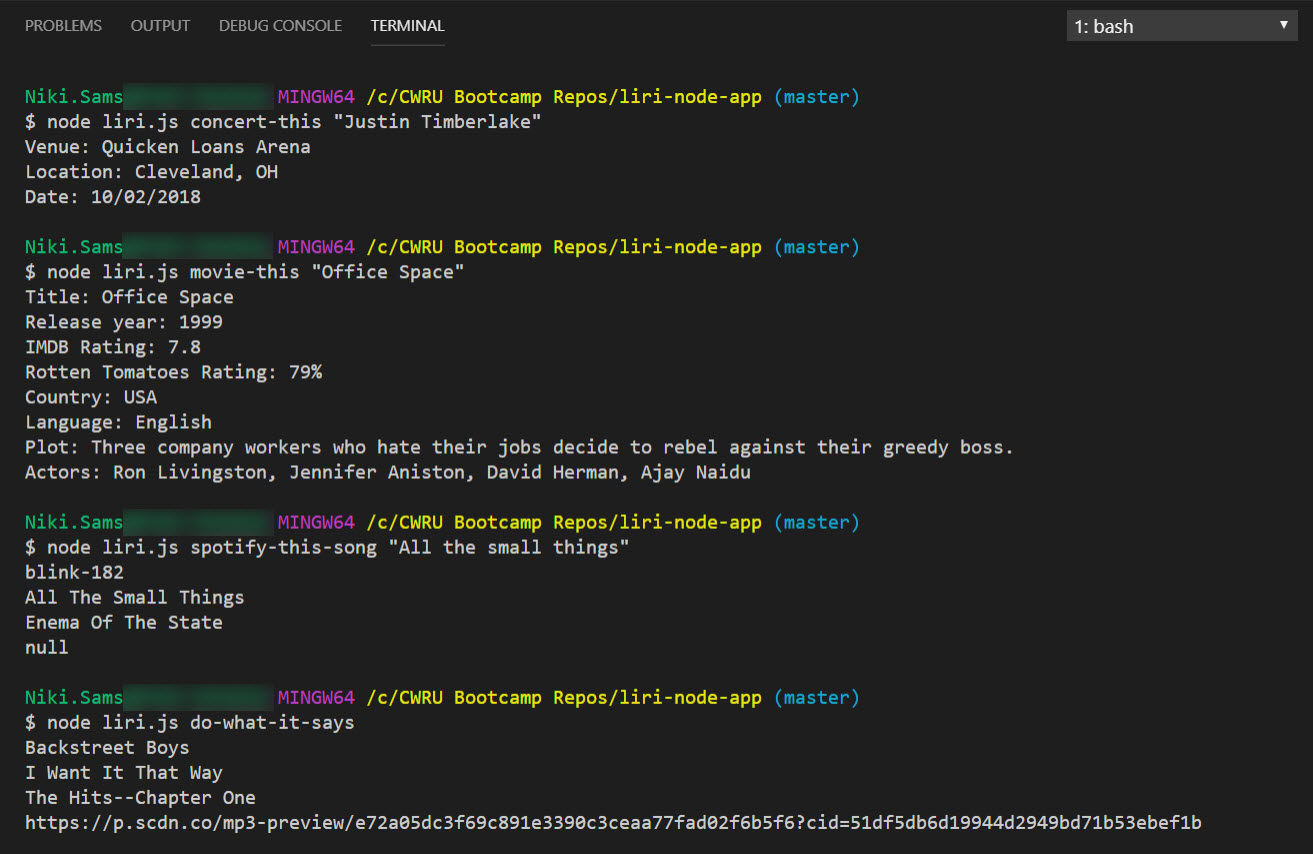 PROBLEMS OUTPUT DEBUG CONSOLE TERMINAL 1: bash
Niki.Sams MINGW64 /c/CWRU Bootcamp Repos/liri-node-app (master)
$ node liri.js concert-this "Justin Timberlake"
Venue: Quicken Loans Arena
Location: Cleveland, OH
Date: 10/02/2018
Niki.Sams MINGW64 /c/CWRU Bootcamp Repos/liri-node-app (master)
$ node liri.js movie-this "Office Space"
Title: Office Space
Release year: 1999
IMDB Rating: 7.8
Rotten Tomatoes Rating: 79%
Country: USA
Language: English
Plot: Three company workers who hate their jobs decide to rebel against their greedy boss.
Actors: Ron Livingston, Jennifer Aniston, David Herman, Ajay Naidu
Niki.Sams MINGW64 /c/CWRU Bootcamp Repos/liri-node-app (master)
$ node liri.js spotify-this-song "All the small things"
blink-182
All The Small Things
Enema Of The State
null
Niki.Sams MINGW64 /c/CWRU Bootcamp Repos/liri-node-app (master)
$ node liri.js do-what-it-says
Backstreet Boys
I Want It That Way
The Hits--Chapter One
https://p.scdn.co/mp3-preview/e72a05dc3f69c891e3390c3ceaa77fad02f6b5f6?cid=51df5db6d19944d2949bd71b53ebef1b